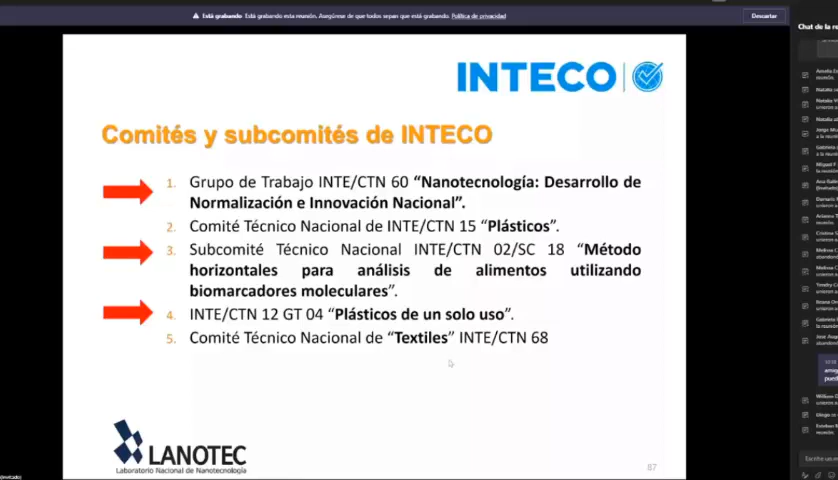 Está grabando Está grabando esta reunión. Asegúrese de que todos sepan que está grabando. Política de privacidad
Descartar
INTECO
Comités y subcomités de INTECO
1. Grupo de Trabajo INTE/CTN 60 “Nanotecnología: Desarrollo de
Normalización e Innovación Nacional”.
2. Comité Técnico Nacional de INTE/CTN 15 “Plásticos”.
3. Subcomité Técnico Nacional INTE/CTN 02/SC 18 “Método
horizontales para análisis de alimentos utilizando
biomarcadores moleculares”.
4. INTE/CTN 12 GT 04 “Plásticos de un solo uso”.
5. Comité Técnico Nacional de “Textiles” INTE/CTN 68
LANOTEC
Laboratorio Nacional de Nanotecnología
87
Chat de la re